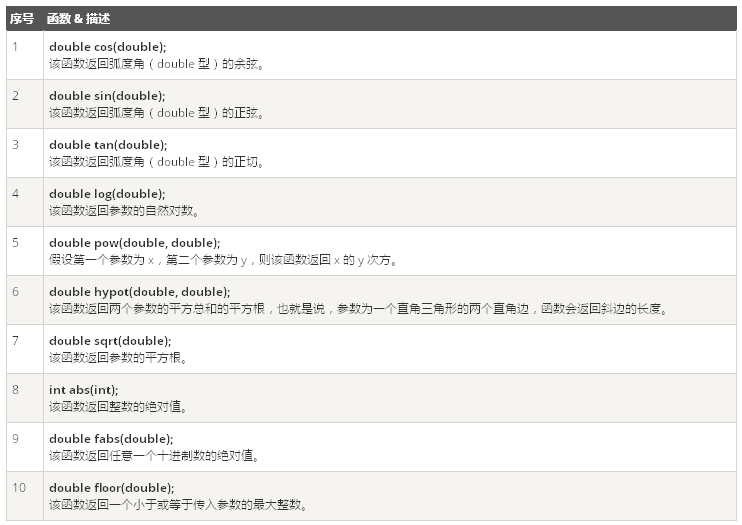 序号 函数 & 描述
1 double cos(double);
该函数返回弧度角（double 型）的余弦。
2 double sin(double);
该函数返回弧度角（double 型）的正弦。
3 double tan(double);
该函数返回弧度角（double 型）的正切。
4 double log(double);
该函数返回参数的自然对数。
5 double pow(double, double);
假设第一个参数为 x，第二个参数为 y，则该函数返回 x 的 y 次方。
6 double hypot(double, double);
该函数返回两个参数的平方总和的平方根，也就是说，参数为一个直角三角形的两个直角边，函数会返回斜边的长度。
7 double sqrt(double);
该函数返回参数的平方根。
8 int abs(int);
该函数返回整数的绝对值。
9 double fabs(double);
该函数返回任意一个十进制数的绝对值。
10 double floor(double);
该函数返回一个小于或等于传入参数的最大整数。